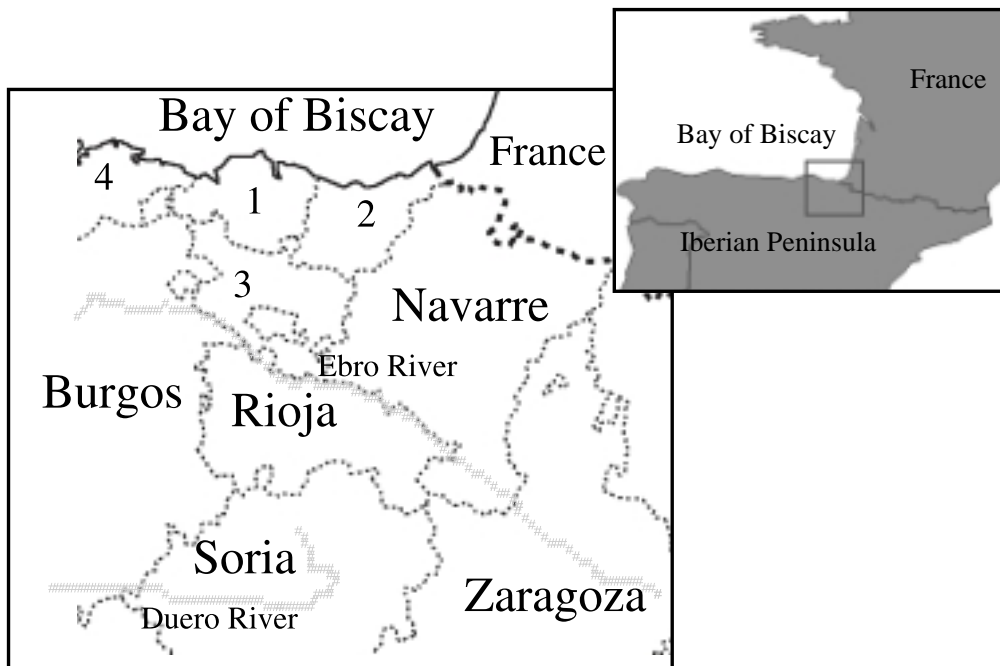 Bay of Biscay
France
4
1
2
3
Navarre
Ebro River
Burgos
Rioja
Soria
Zaragoza
Duero River
France
Bay of Biscay
Iberian Peninsula